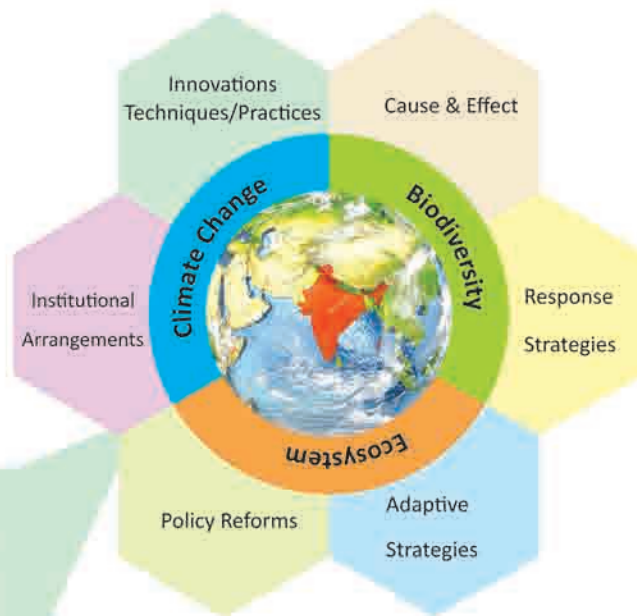 Innovations
Techniques/Practices
Cause & Effect
Climate Change
Biodiversity
Institutional
Arrangements
Response
Strategies
Ecosystem
Policy Reforms
Adaptive
Strategies